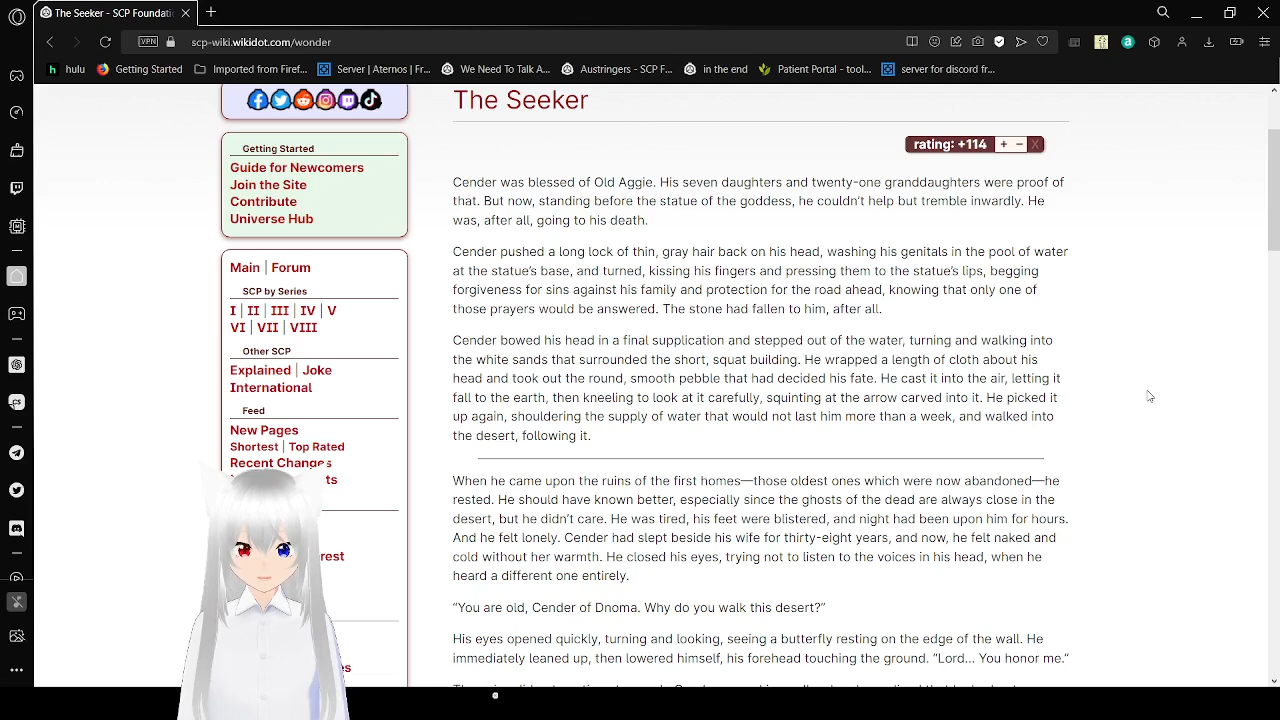 The Seeker - SCP Foundati
VPN
scp-wiki.wikidot.com/wonder
hulu
Getting Started
Imported from Firef...
Server | Aternos | Fr...
We Need To Talk A...
Austringers - SCP F...
in the end
Patient Portal - tool...
server for discord fr...
The Seeker
rating: +114
+
−
X
Getting Started
Guide for Newcomers
Join the Site
Contribute
Universe Hub
Main | Forum
SCP by Series
I | II | III | IV | V
VI | VII | VIII
Other SCP
Explained | Joke
International
Feed
New Pages
Shortest | Top Rated
Recent Changes
ts
rest
es
Cender was blessed of Old Aggie. His seven daughters and twenty-one granddaughters were proof of
that. But now, standing before the statue of the goddess, he couldn't help but tremble inwardly. He
was, after all, going to his death.
Cender pushed a long lock of thin, gray hair back on his head, washing his genitals in the pool of water
at the statue's base, and turned, kissing his fingers and pressing them to the statue's lips, begging
forgiveness for sins against his family and protection for the road ahead, knowing that only one of
those prayers would be answered. The stone had fallen to him, after all.
Cender bowed his head in a final supplication and stepped out of the water, turning and walking into
the white sands that surrounded the short, squat building. He wrapped a length of cloth about his
head and took out the round, smooth pebble that had decided his fate. He cast it into the air, letting it
fall to the earth, then kneeling to look at it carefully, squinting at the arrow carved into it. He picked it
up again, shouldering the supply of water that would not last him more than a week, and walked into
the desert, following it.
When he came upon the ruins of the first homes—those oldest ones which were now abandoned—he
rested. He should have known better, especially since the ghosts of the dead are always close in the
desert, but he didn't care. He was tired, his feet were blistered, and night had been upon him for hours.
And he felt lonely. Cender had slept beside his wife for thirty-eight years, and now, he felt naked and
cold without her warmth. He closed his eyes, trying not to listen to the voices in his head, when he
heard a different one entirely.
“You are old, Cender of Dnoma. Why do you walk this desert?”
His eyes opened quickly, turning and looking, seeing a butterfly resting on the edge of the wall. He
immediately leaned up, then lowered himself, his forehead touching the ground. “Lord… You honor me.”